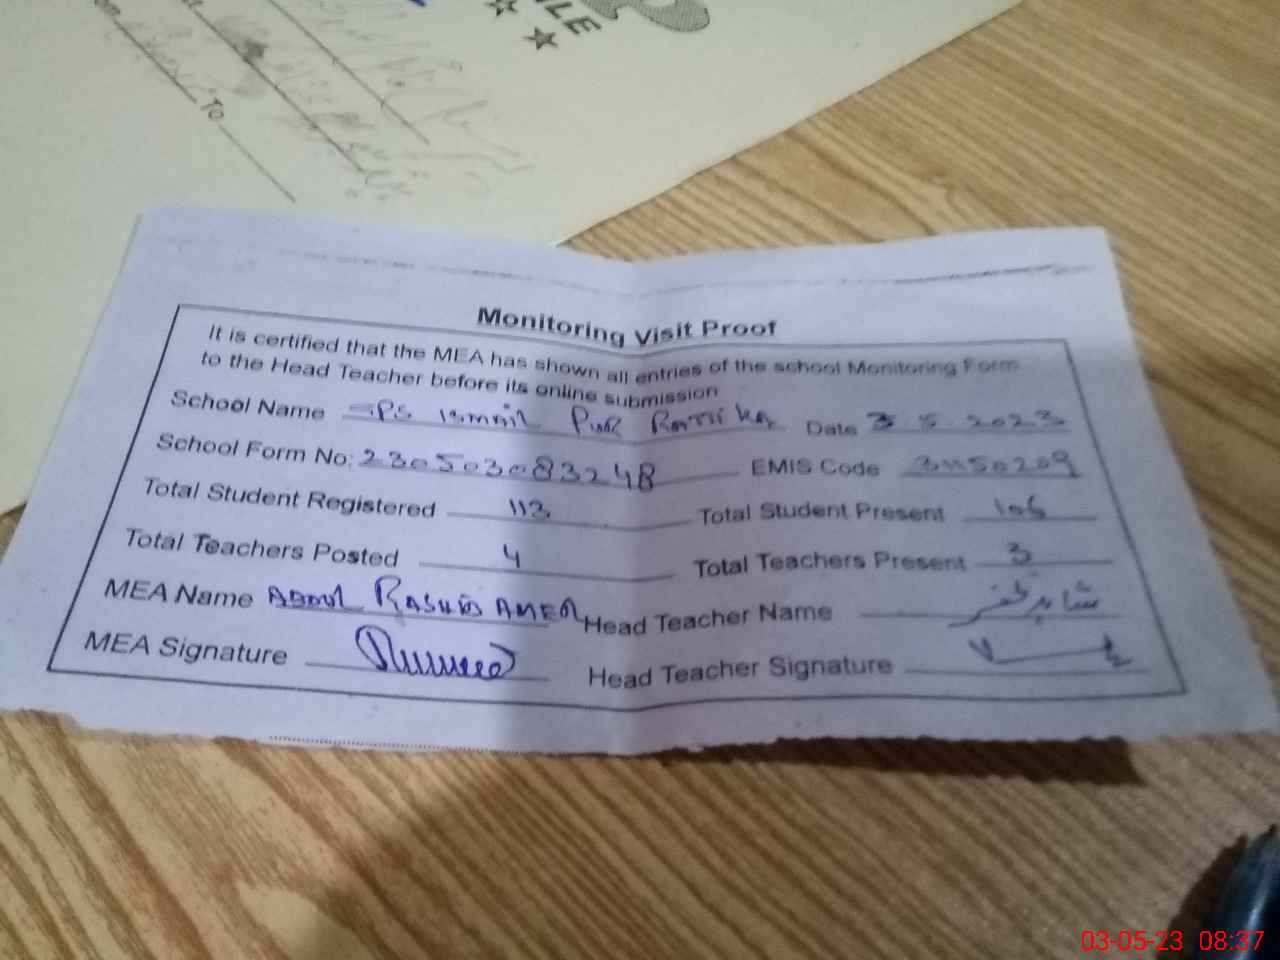 ILE
To
Monitoring Visit Proof
It is certified that the MEA has shown all entries of the school Monitoring Form
to the Head Teacher before its online submission
School Name GPS Ismail Pur Date 3.5.2023
School Form No: 230503083248 EMIS Code 31150209
Total Student Registered 113 Total Student Present 106
Total Teachers Posted 4 Total Teachers Present 3
MEA Name ABDUL RASHID AMER Head Teacher Name
MEA Signature Head Teacher Signature
03-05-23 08:37